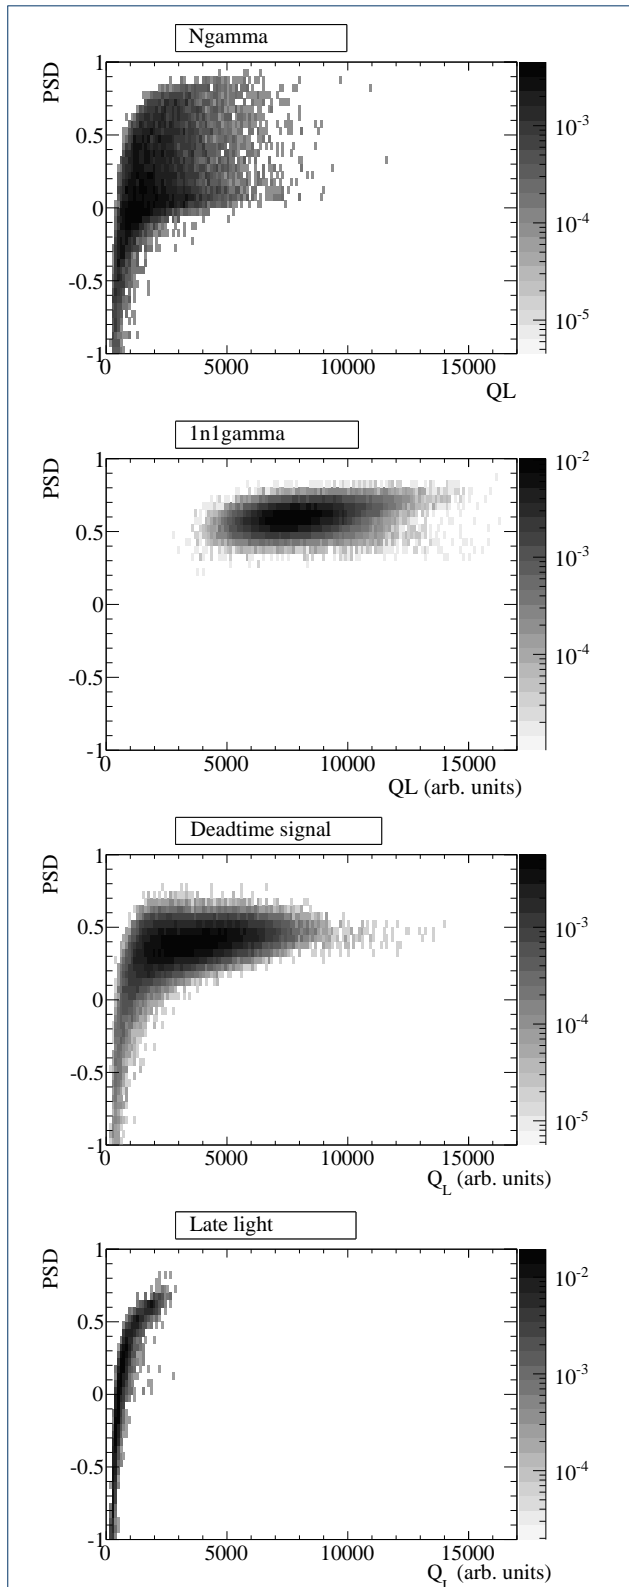 Ngamma
PSD
1
0.5
0
-0.5
-1
0 5000 10000 15000
QL
10^-3
10^-4
10^-5
1n1gamma
PSD
1
0.5
0
-0.5
-1
0 5000 10000 15000
QL (arb. units)
10^-2
10^-3
10^-4
Deadtime signal
PSD
1
0.5
0
-0.5
-1
0 5000 10000 15000
Q_L (arb. units)
10^-3
10^-4
10^-5
Late light
PSD
1
0.5
0
-0.5
-1
0 5000 10000 15000
Q_L (arb. units)
10^-2
10^-3
10^-4